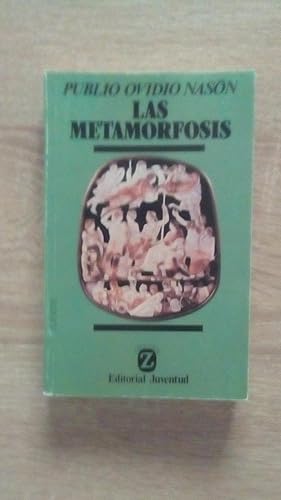 PUBLIO OVIDIO NASÓN
LAS
METAMORFOSIS
Z
Editorial Juventud